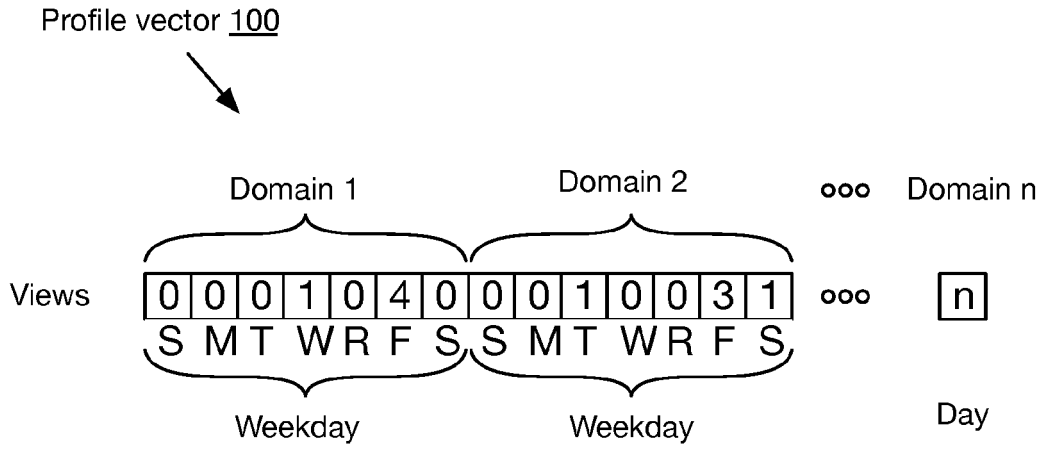 Profile vector 100
Domain 1 Domain 2 ooo Domain n
Views 0 0 0 1 0 4 0 0 0 1 0 0 3 1 ooo n
S M T W R F S S M T W R F S
Weekday Weekday Day